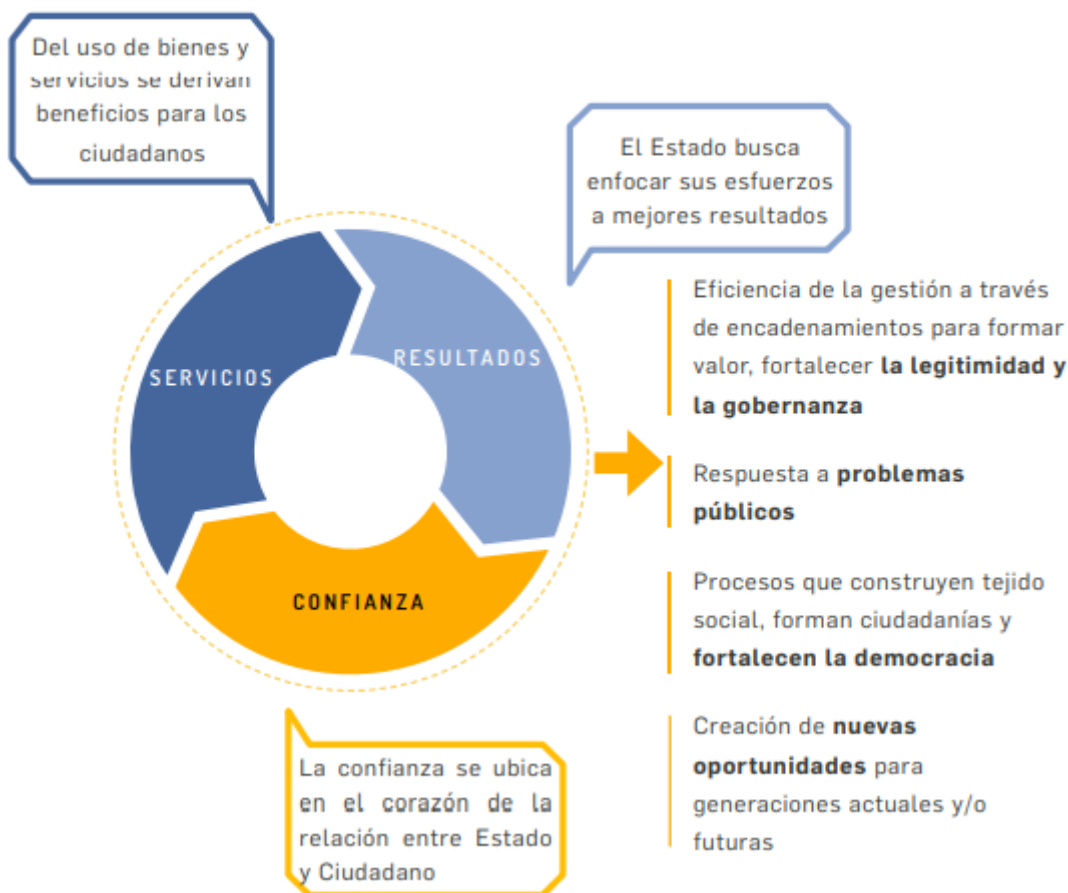 Del uso de bienes y
servicios se derivan
beneficios para los
ciudadanos
El Estado busca
enfocar sus esfuerzos
a mejores resultados
SERVICIOS
RESULTADOS
CONFIANZA
La confianza se ubica
en el corazón de la
relación entre Estado
y Ciudadano
Eficiencia de la gestión a través
de encadenamientos para formar
valor, fortalecer la legitimidad y
la gobernanza
Respuesta a problemas
públicos
Procesos que construyen tejido
social, forman ciudadanías y
fortalecen la democracia
Creación de nuevas
oportunidades para
generaciones actuales y/o
futuras